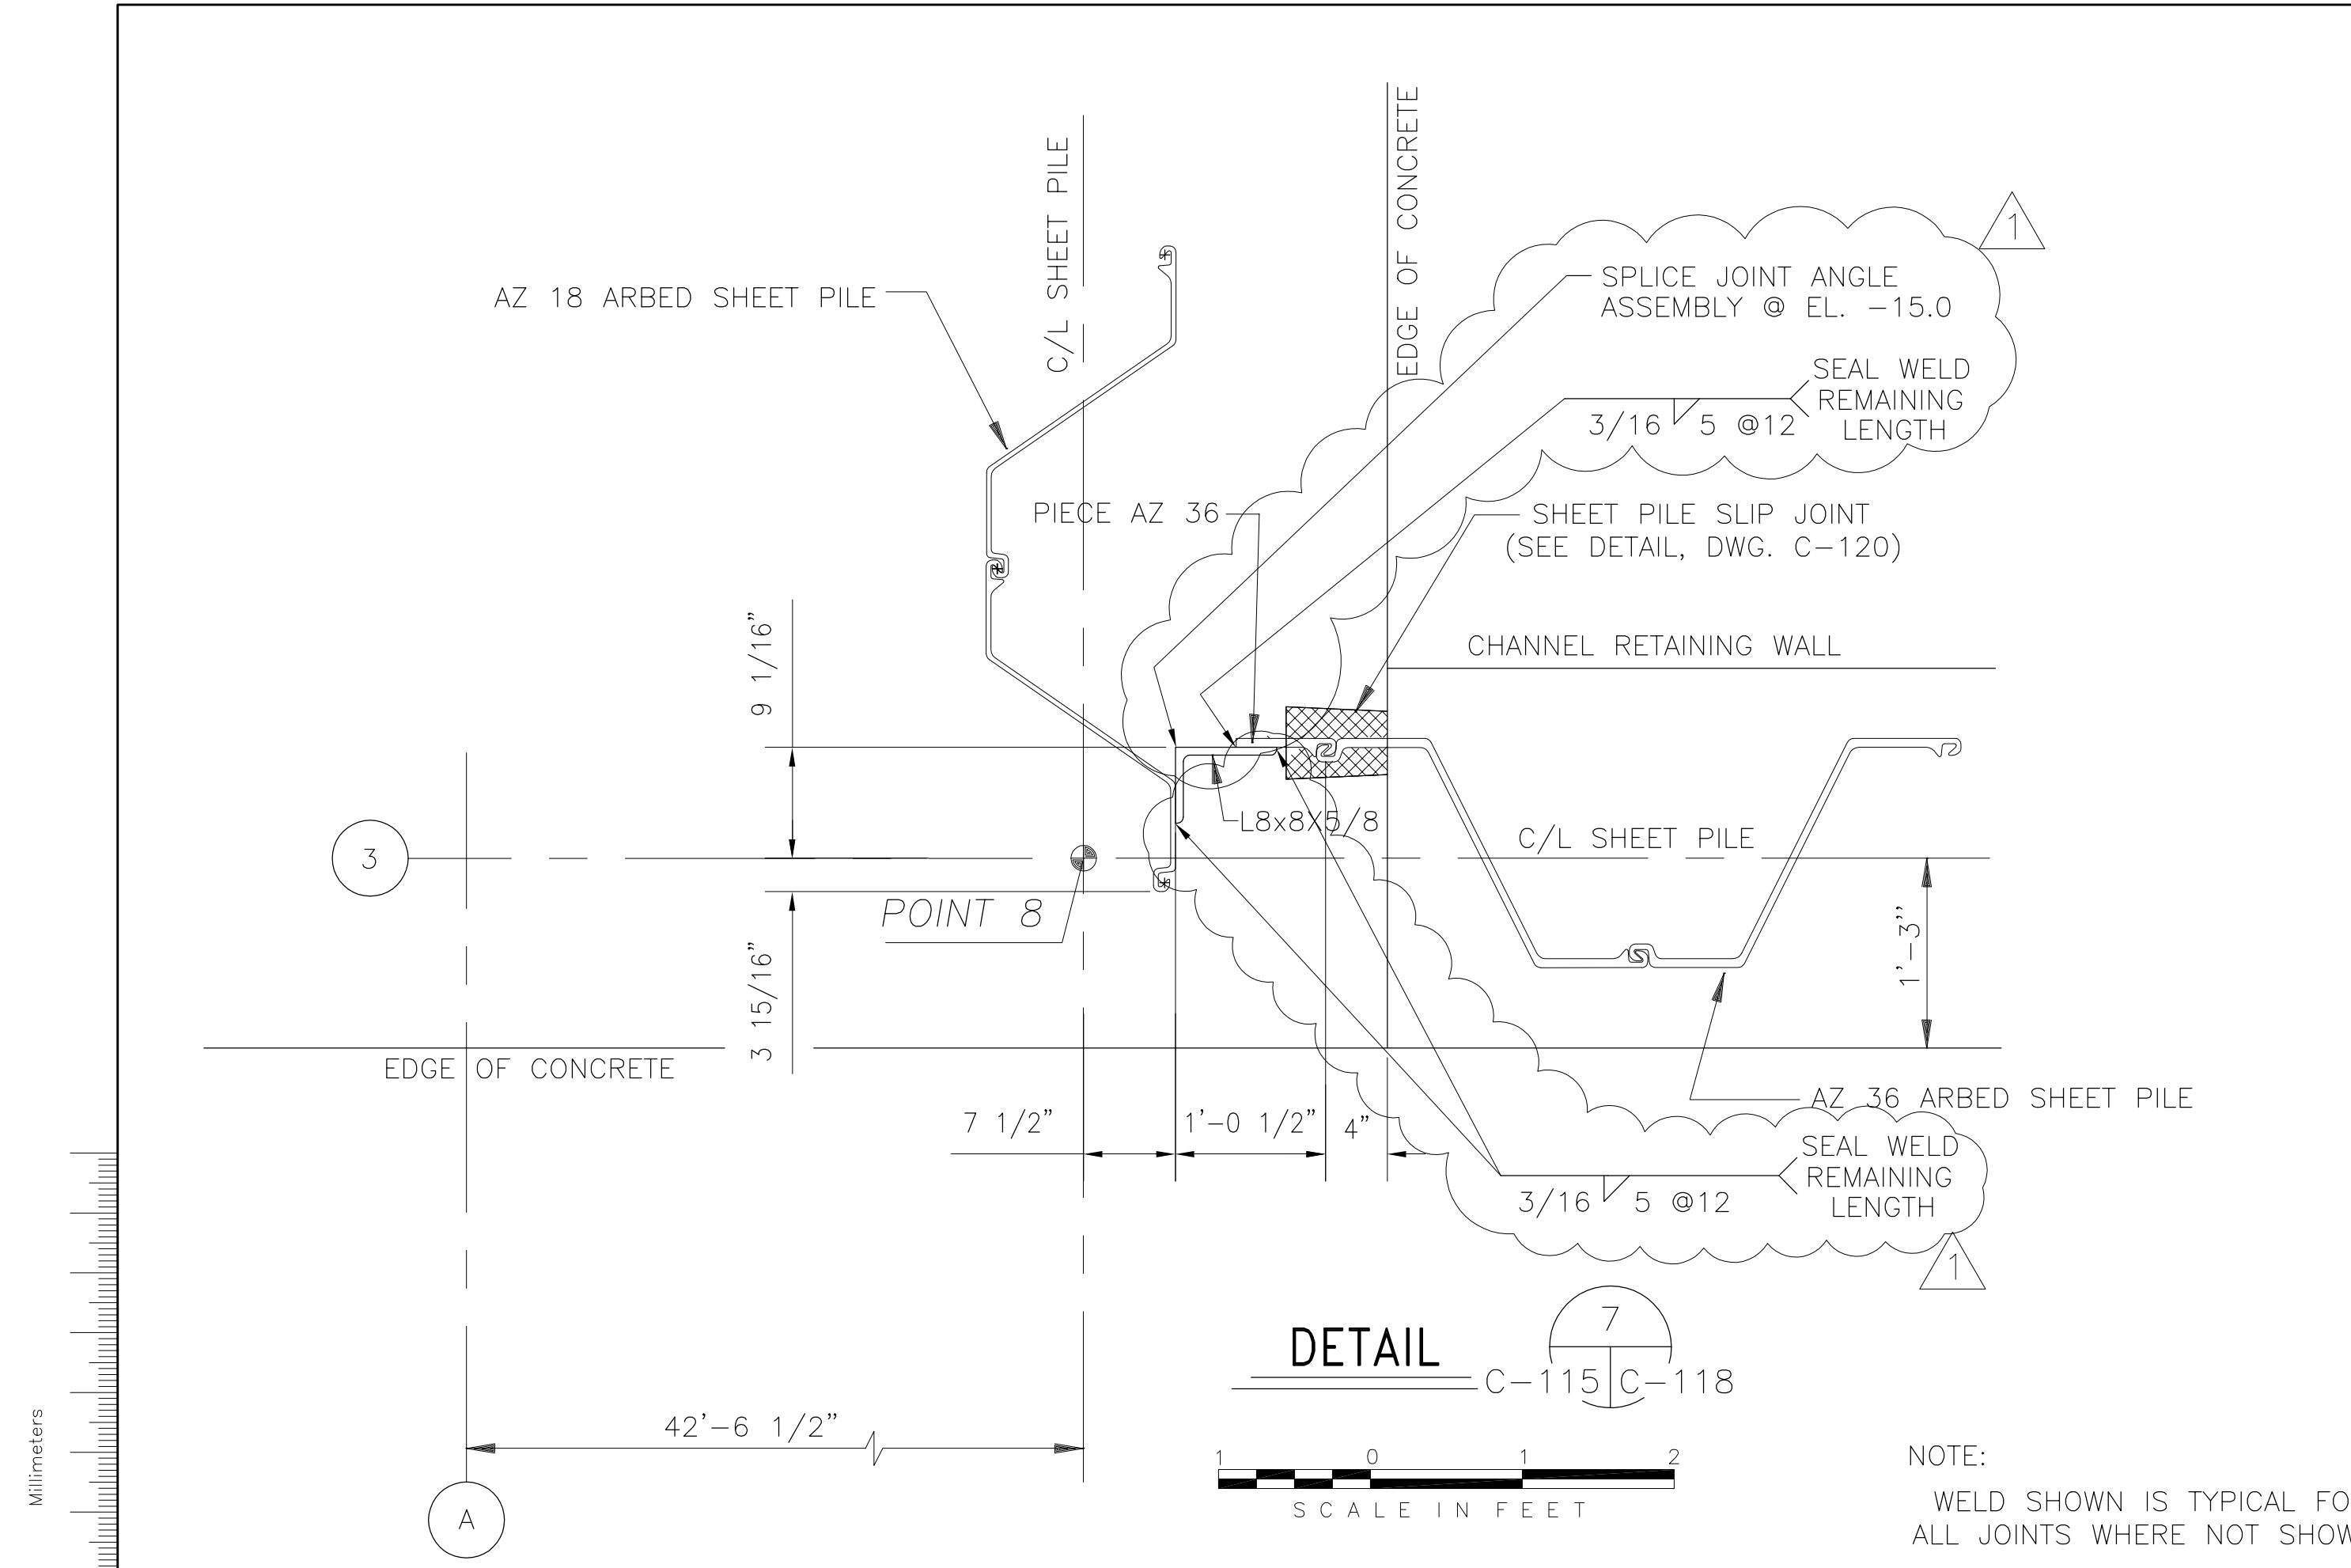 C/L SHEET PILE
EDGE OF CONCRETE
1
AZ 18 ARBED SHEET PILE
SPLICE JOINT ANGLE
ASSEMBLY @ EL. -15.0
SEAL WELD
REMAINING
LENGTH
3/16 5 @12
PIECE AZ 36
SHEET PILE SLIP JOINT
(SEE DETAIL, DWG. C-120)
CHANNEL RETAINING WALL
9 1/16"
L8x8X5/8
C/L SHEET PILE
3
POINT 8
3 15/16"
1'-3"
EDGE OF CONCRETE
AZ 36 ARBED SHEET PILE
7 1/2"
1'-0 1/2"
4"
SEAL WELD
REMAINING
LENGTH
3/16 5 @12
1
DETAIL
7
C-115
C-118
42'-6 1/2"
1 0 1 2
SCALE IN FEET
A
Millimeters
NOTE:
WELD SHOWN IS TYPICAL FO
ALL JOINTS WHERE NOT SHOW